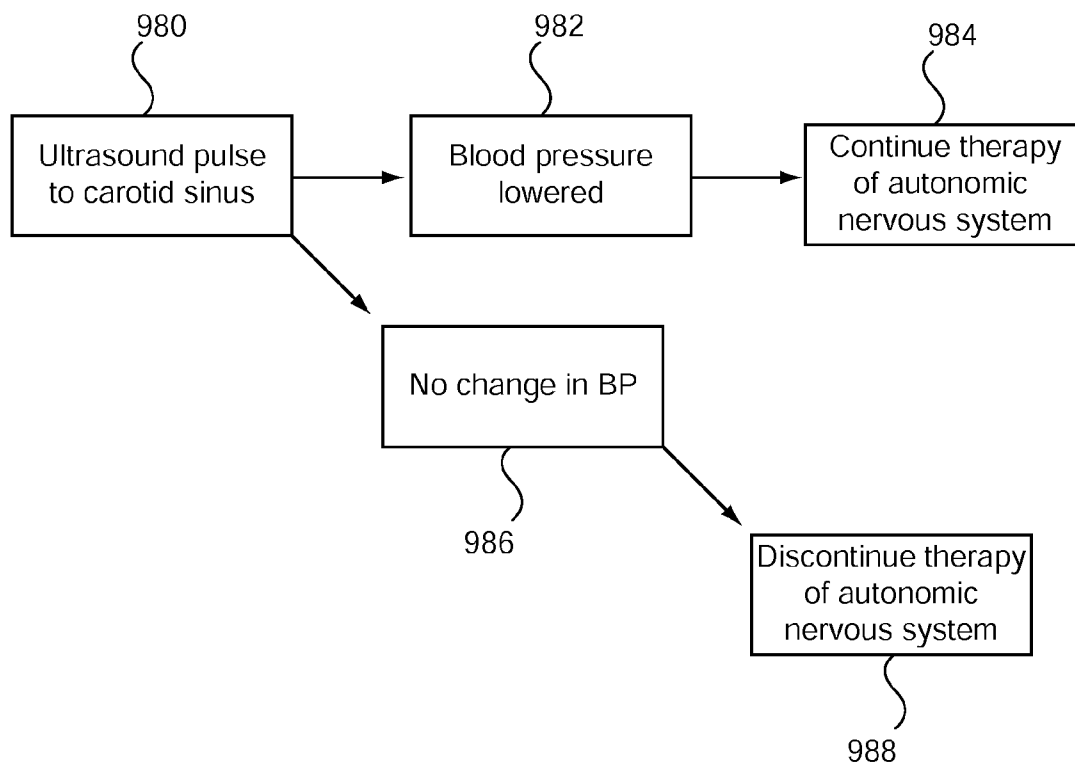 980
982
984
Ultrasound pulse
to carotid sinus
Blood pressure
lowered
Continue therapy
of autonomic
nervous system
No change in BP
986
Discontinue therapy
of autonomic
nervous system
988